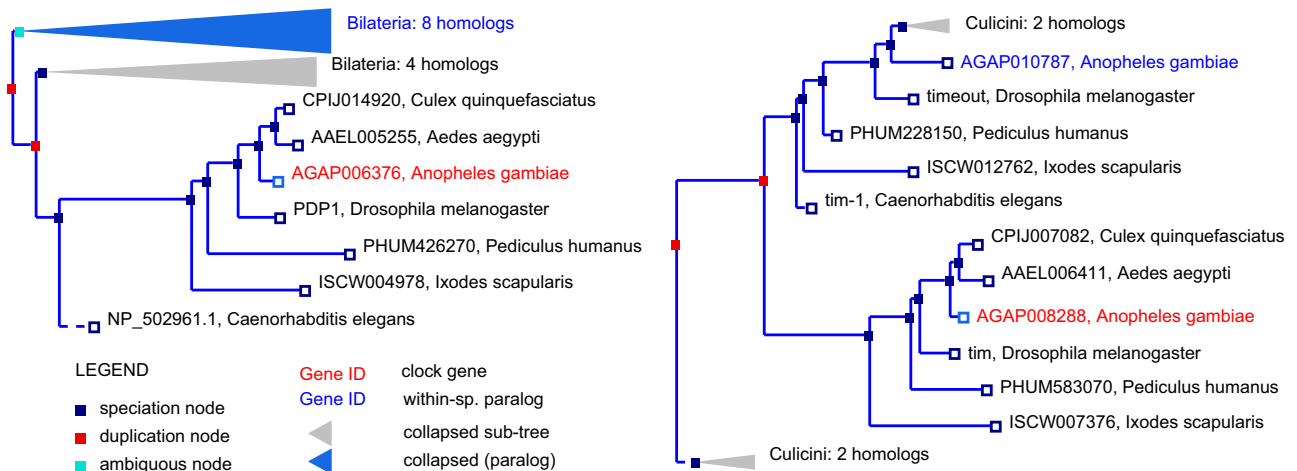 Bilateria: 8 homologs
Bilateria: 4 homologs
CPIJ014920, Culex quinquefasciatus
AAEL005255, Aedes aegypti
AGAP006376, Anopheles gambiae
PDP1, Drosophila melanogaster
PHUM426270, Pediculus humanus
ISCW004978, Ixodes scapularis
NP_502961.1, Caenorhabditis elegans
LEGEND
speciation node
duplication node
ambiguous node
Gene ID clock gene
Gene ID within-sp. paralog
collapsed sub-tree
collapsed (paralog)
Culicini: 2 homologs
AGAP010787, Anopheles gambiae
timeout, Drosophila melanogaster
PHUM228150, Pediculus humanus
ISCW012762, Ixodes scapularis
tim-1, Caenorhabditis elegans
CPIJ007082, Culex quinquefasciatus
AAEL006411, Aedes aegypti
AGAP008288, Anopheles gambiae
tim, Drosophila melanogaster
PHUM583070, Pediculus humanus
ISCW007376, Ixodes scapularis
Culicini: 2 homologs